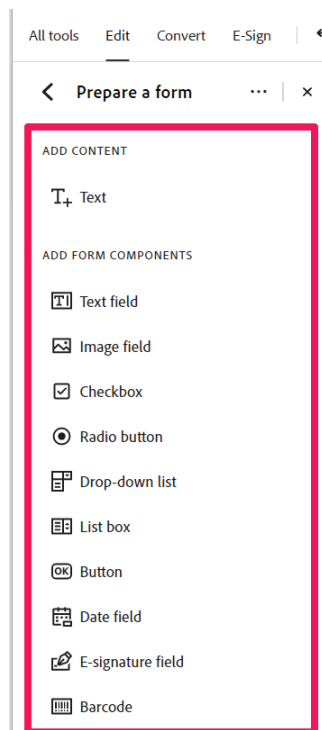 All tools Edit Convert E-Sign
Prepare a form
ADD CONTENT
Text
ADD FORM COMPONENTS
Text field
Image field
Checkbox
Radio button
Drop-down list
List box
OK Button
Date field
E-signature field
Barcode